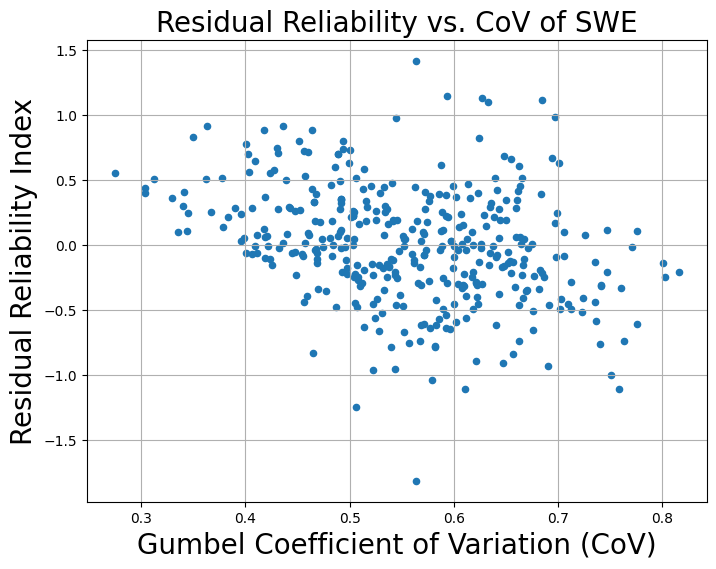 Residual Reliability vs. CoV of SWE
Residual Reliability Index
1.5
1.0
0.5
0.0
−0.5
−1.0
−1.5
0.3 0.4 0.5 0.6 0.7 0.8
Gumbel Coefficient of Variation (CoV)